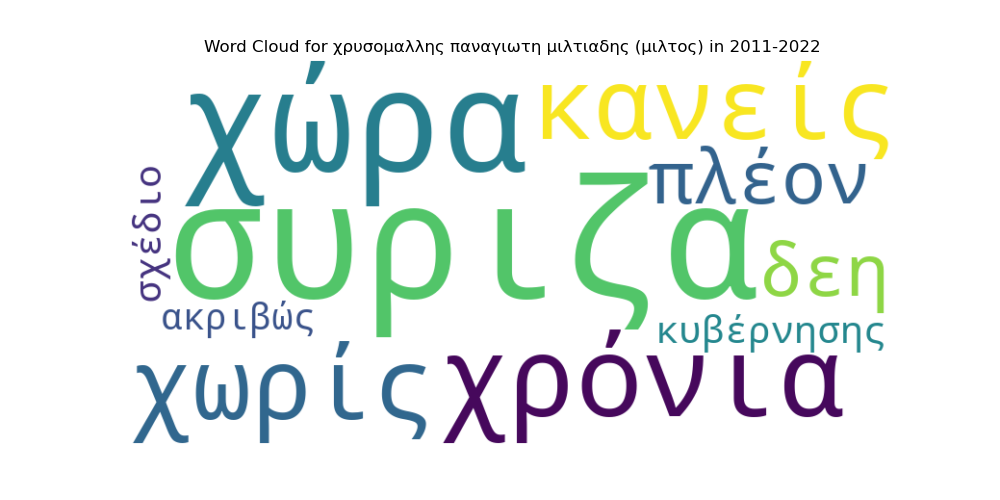 Word Cloud for χρυσομαλλης παναγιωτη μιλτιαδης (μιλτος) in 2011-2022
χώρα
κανείς
πλέον
σχέδιο
συριζα
δεη
ακριβώς
κυβέρνησης
χωρίς
χρόνια